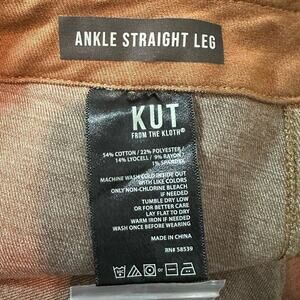 ANKLE STRAIGHT LEG
KUT
FROM THE KLOTH®
54% COTTON / 22% POLYESTER /
14% LYOCELL / 9% RAYON /
1% SPANDEX
MACHINE WASH COLD INSIDE OUT
WITH LIKE COLORS
ONLY NON-CHLORINE BLEACH
IF NEEDED
TUMBLE DRY LOW
OR FOR BETTER CARE
LAY FLAT TO DRY
WARM IRON IF NEEDED
WASH ONCE BEFORE WEARING
MADE IN CHINA
RN# 58539
or